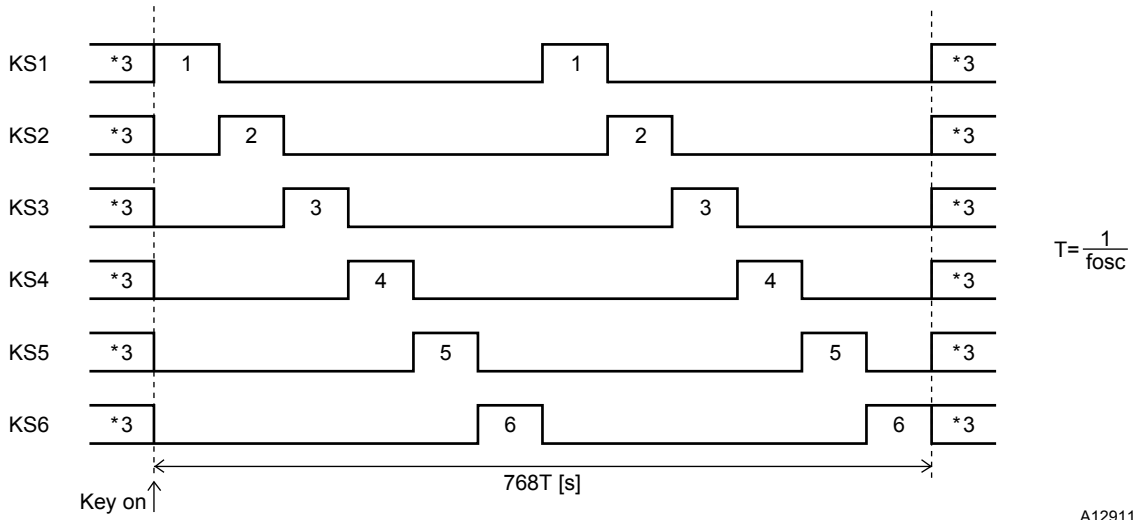 KS1 *3 1 1 *3
KS2 *3 2 2 *3
KS3 *3 3 3 *3
T=1/fosc
KS4 *3 4 4 *3
KS5 *3 5 5 *3
KS6 *3 6 6 *3
768T [s]
Key on
A12911